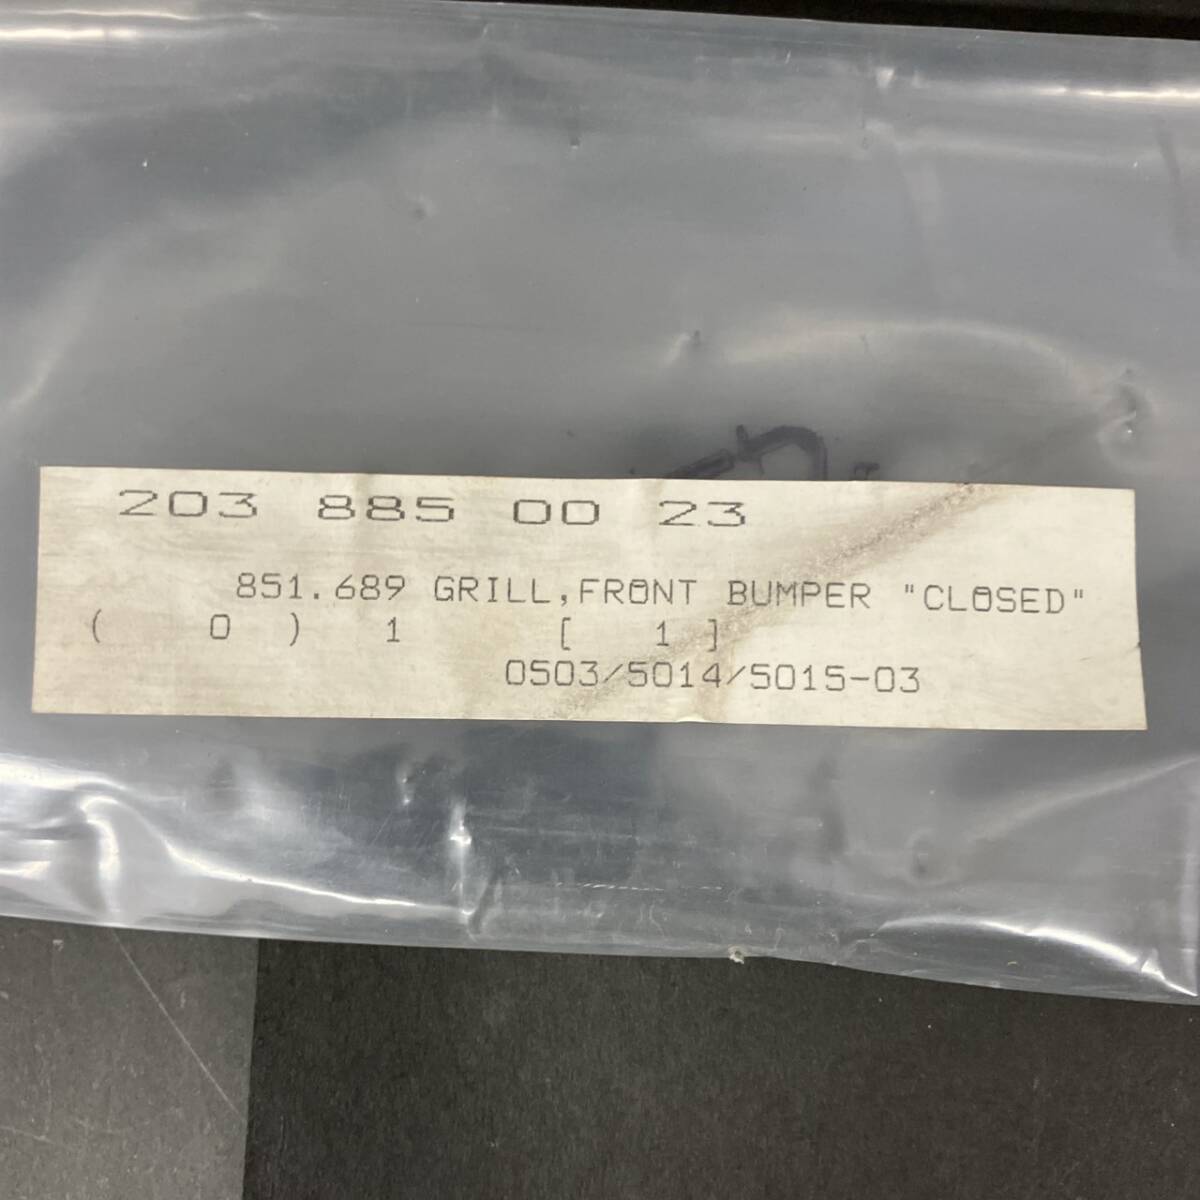 203 885 00 23
851.689 GRILL,FRONT BUMPER "CLOSED"
( 0 ) 1 [ 1 ]
0503/5014/5015-03